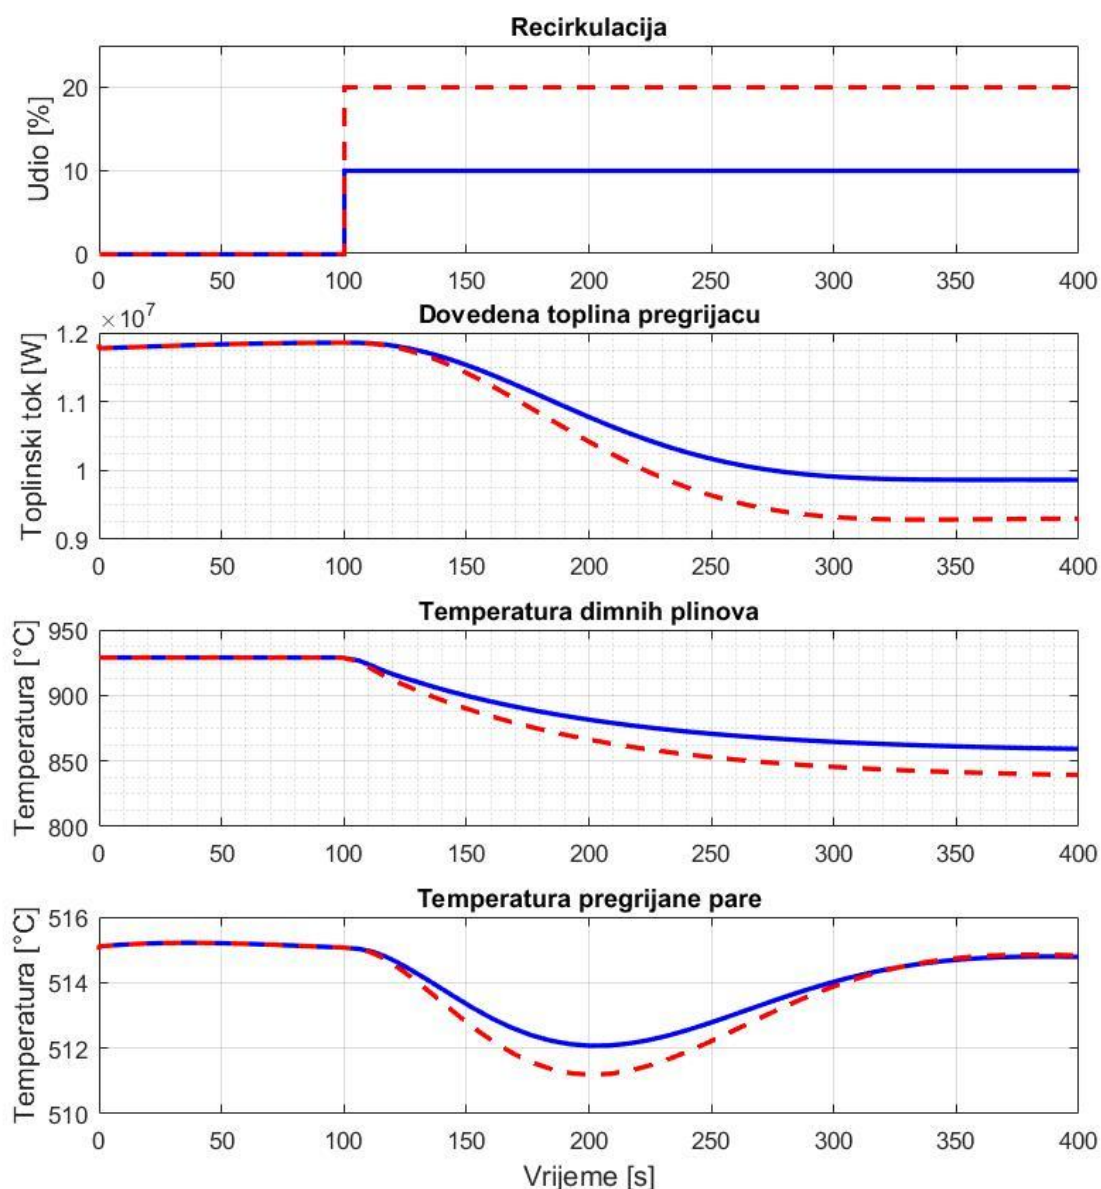 Recirkulacija
Udio [%]
20
10
0
0 50 100 150 200 250 300 350 400
×10^7
Dovedena toplina pregrijacu
Toplinski tok [W]
1.2
1.1
1
0.9
0 50 100 150 200 250 300 350 400
Temperatura dimnih plinova
Temperatura [°C]
950
900
850
800
0 50 100 150 200 250 300 350 400
Temperatura pregrijane pare
Temperatura [°C]
516
514
512
510
0 50 100 150 200 250 300 350 400
Vrijeme [s]